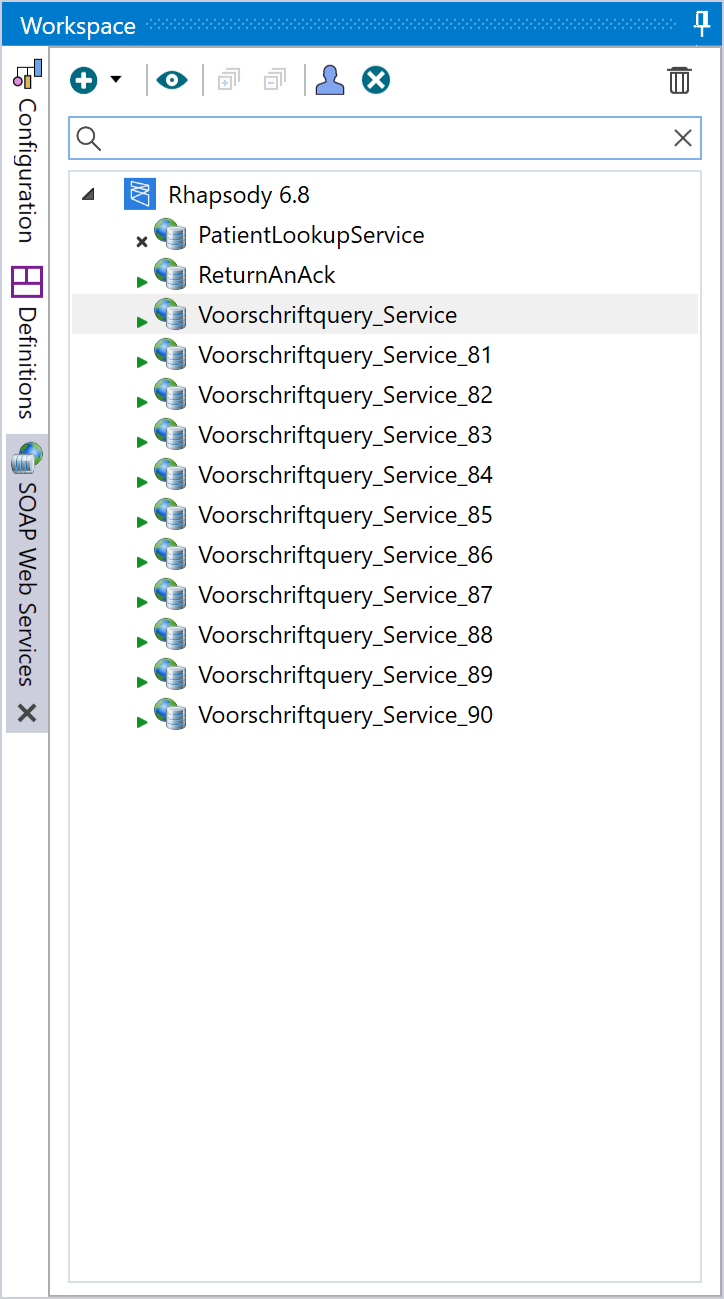 Workspace
Configuration
Definitions
SOAP Web Services
Rhapsody 6.8
PatientLookupService
ReturnAnAck
Voorschriftquery_Service
Voorschriftquery_Service_81
Voorschriftquery_Service_82
Voorschriftquery_Service_83
Voorschriftquery_Service_84
Voorschriftquery_Service_85
Voorschriftquery_Service_86
Voorschriftquery_Service_87
Voorschriftquery_Service_88
Voorschriftquery_Service_89
Voorschriftquery_Service_90